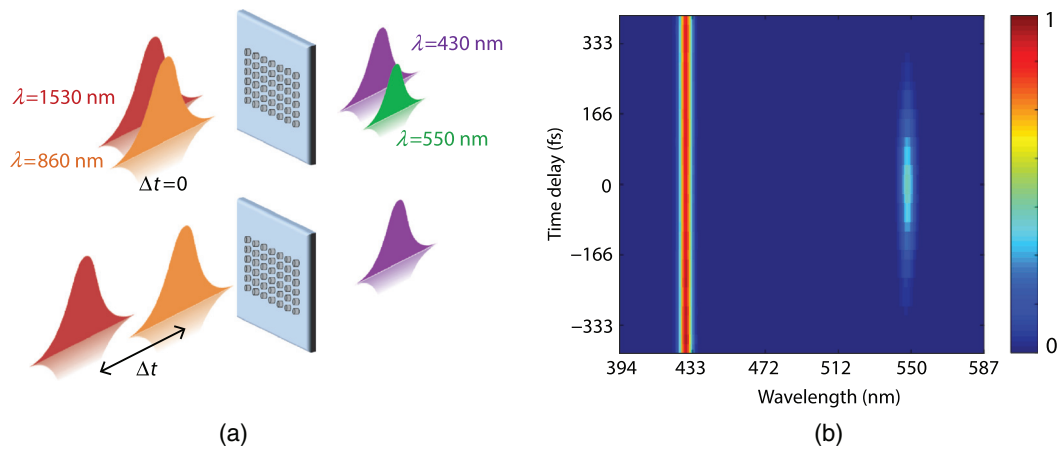 λ=1530 nm
λ=860 nm
Δt=0
λ=430 nm
λ=550 nm
Δt
(a)
333
166
0
−166
−333
Time delay (fs)
394 433 472 512 550 587
Wavelength (nm)
1
0
(b)